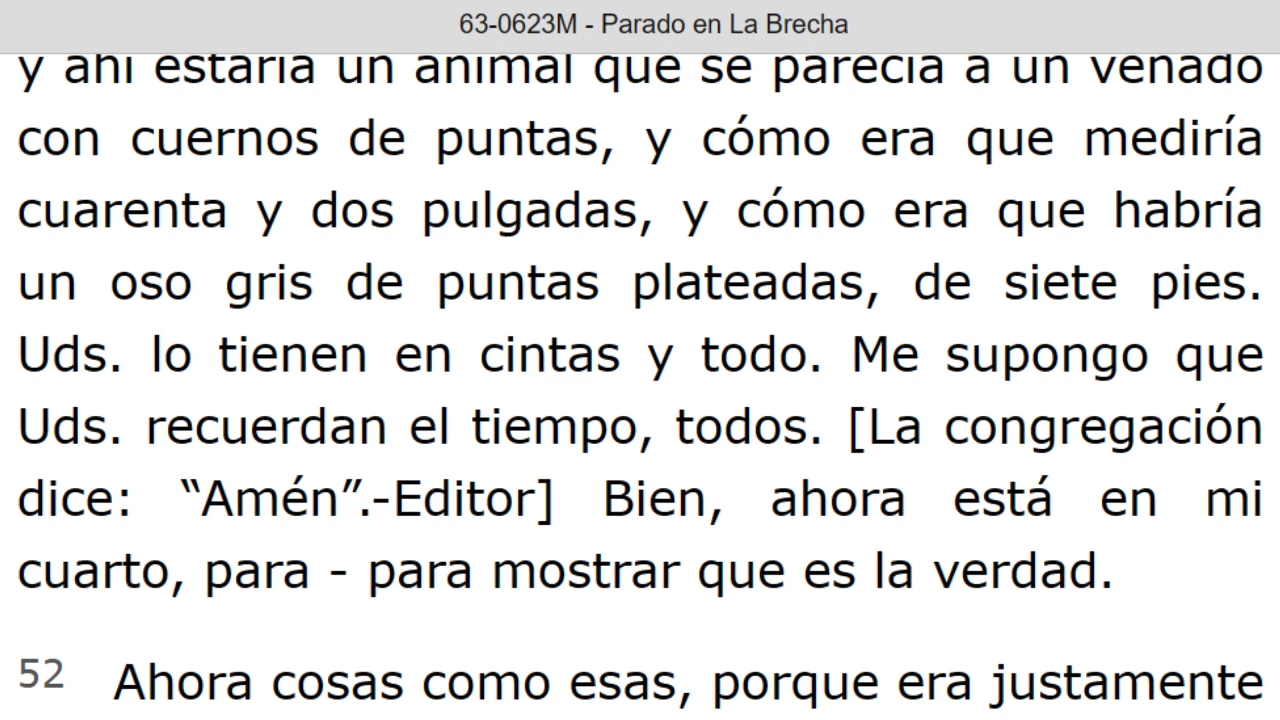 63-0623M - Parado en La Brecha
y ahí estaría un animal que se parecía a un venado
con cuernos de puntas, y cómo era que mediría
cuarenta y dos pulgadas, y cómo era que habría
un oso gris de puntas plateadas, de siete pies.
Uds. lo tienen en cintas y todo. Me supongo que
Uds. recuerdan el tiempo, todos. [La congregación
dice: “Amén”.-Editor] Bien, ahora está en mi
cuarto, para - para mostrar que es la verdad.
52 Ahora cosas como esas, porque era justamente